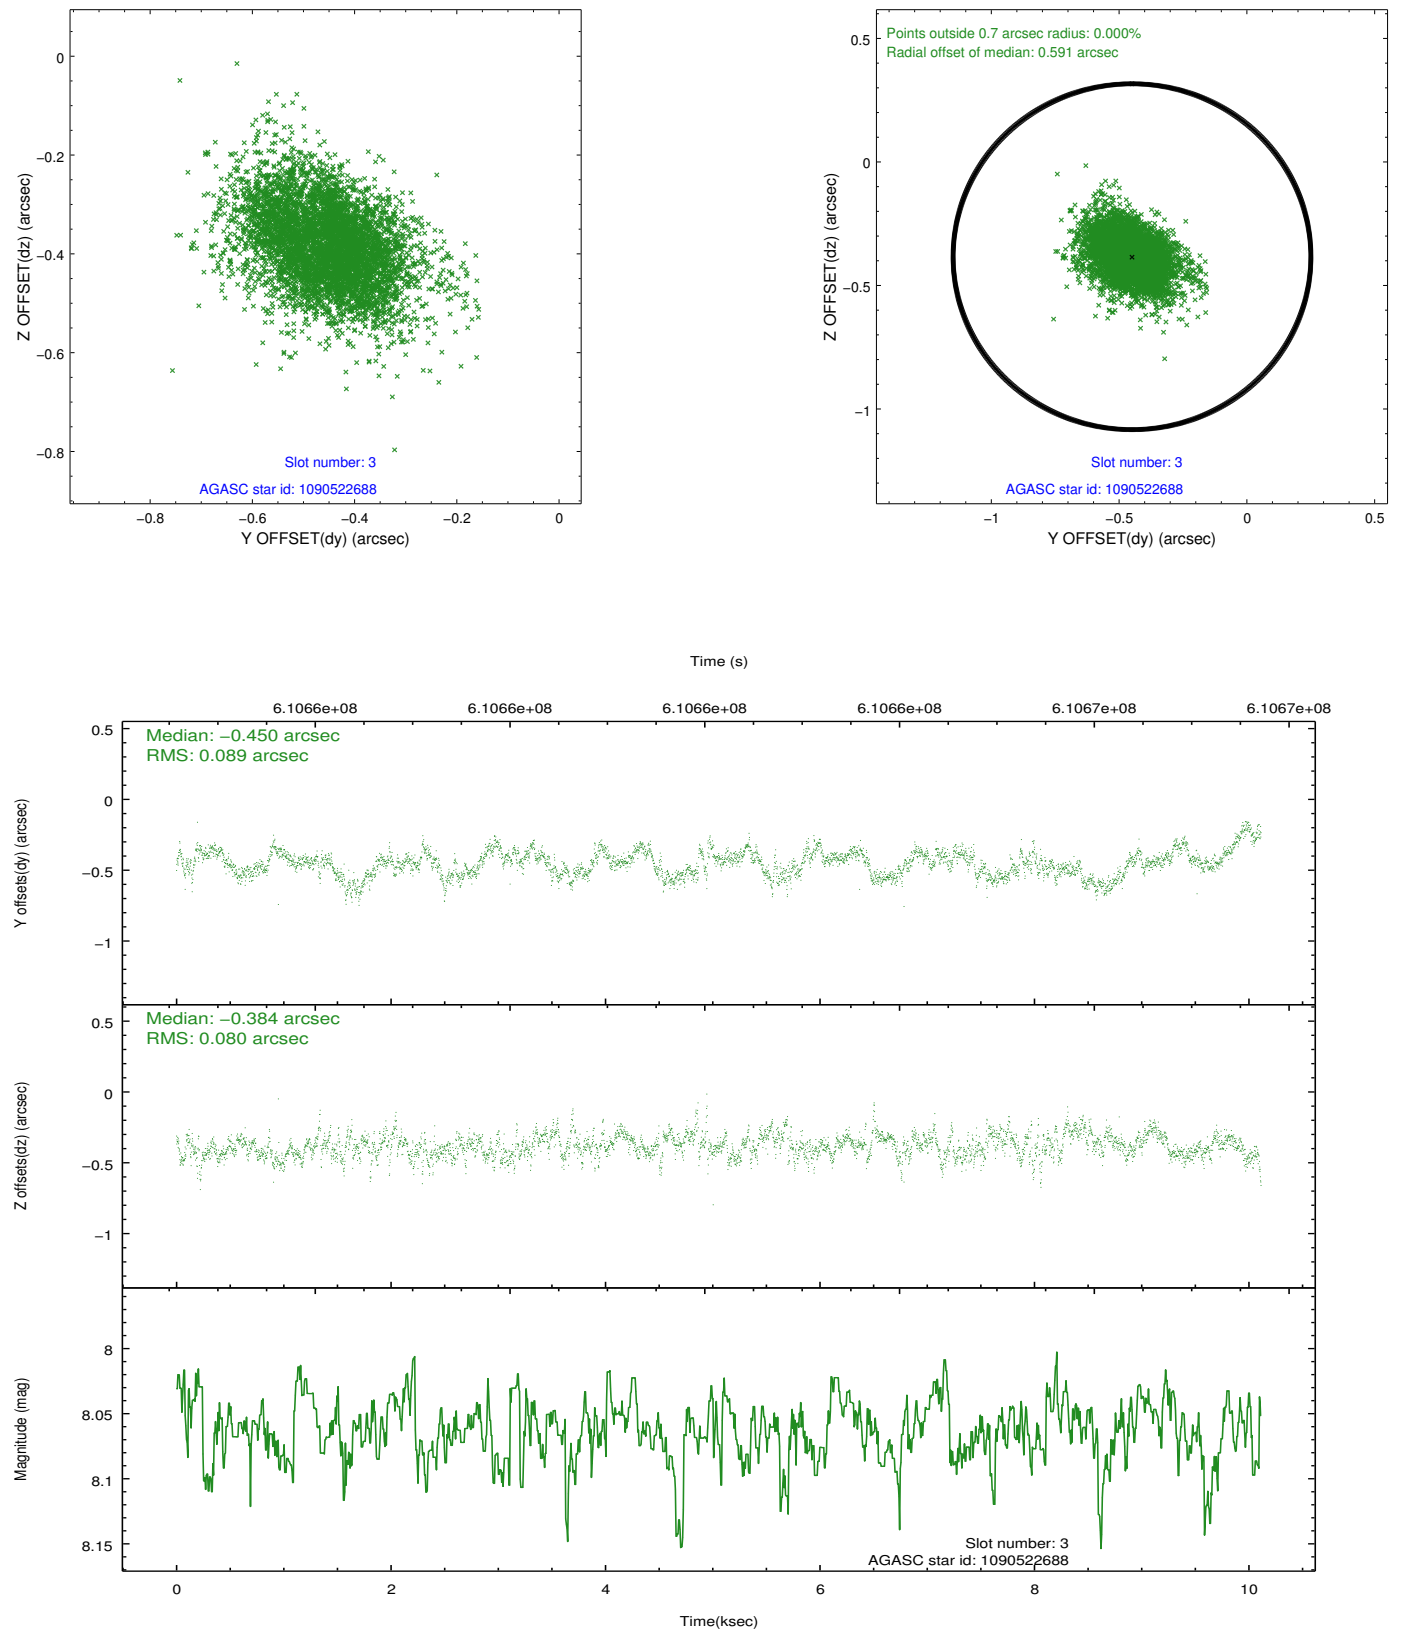 0
−0.2
−0.4
−0.6
−0.8
Z OFFSET(dz) (arcsec)
Slot number: 3
AGASC star id: 1090522688
−0.8 −0.6 −0.4 −0.2 0
Y OFFSET(dy) (arcsec)
Points outside 0.7 arcsec radius: 0.000%
Radial offset of median: 0.591 arcsec
0.5
0
−0.5
−1
Z OFFSET(dz) (arcsec)
Slot number: 3
AGASC star id: 1090522688
−1 −0.5 0 0.5
Y OFFSET(dy) (arcsec)
Time (s)
6.1066e+08 6.1066e+08 6.1066e+08 6.1066e+08 6.1067e+08 6.1067e+08
Median: −0.450 arcsec
RMS: 0.089 arcsec
0.5
0
−0.5
−1
Y offsets(dy) (arcsec)
Median: −0.384 arcsec
RMS: 0.080 arcsec
0.5
0
−0.5
−1
Z offsets(dz) (arcsec)
8
8.05
8.1
8.15
Magnitude (mag)
Slot number: 3
AGASC star id: 1090522688
0 2 4 6 8 10
Time(ksec)